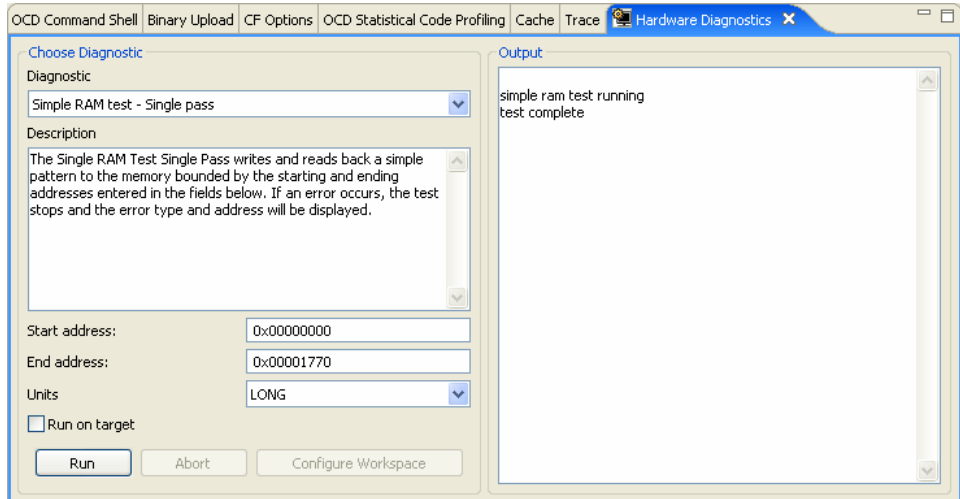 OCD Command Shell Binary Upload CF Options OCD Statistical Code Profiling Cache Trace Hardware Diagnostics
Choose Diagnostic
Diagnostic
Simple RAM test - Single pass
Description
The Single RAM Test Single Pass writes and reads back a simple
pattern to the memory bounded by the starting and ending
addresses entered in the fields below. If an error occurs, the test
stops and the error type and address will be displayed.
Start address: 0x00000000
End address: 0x00001770
Units LONG
Run on target
Run Abort Configure Workspace
Output
simple ram test running
test complete